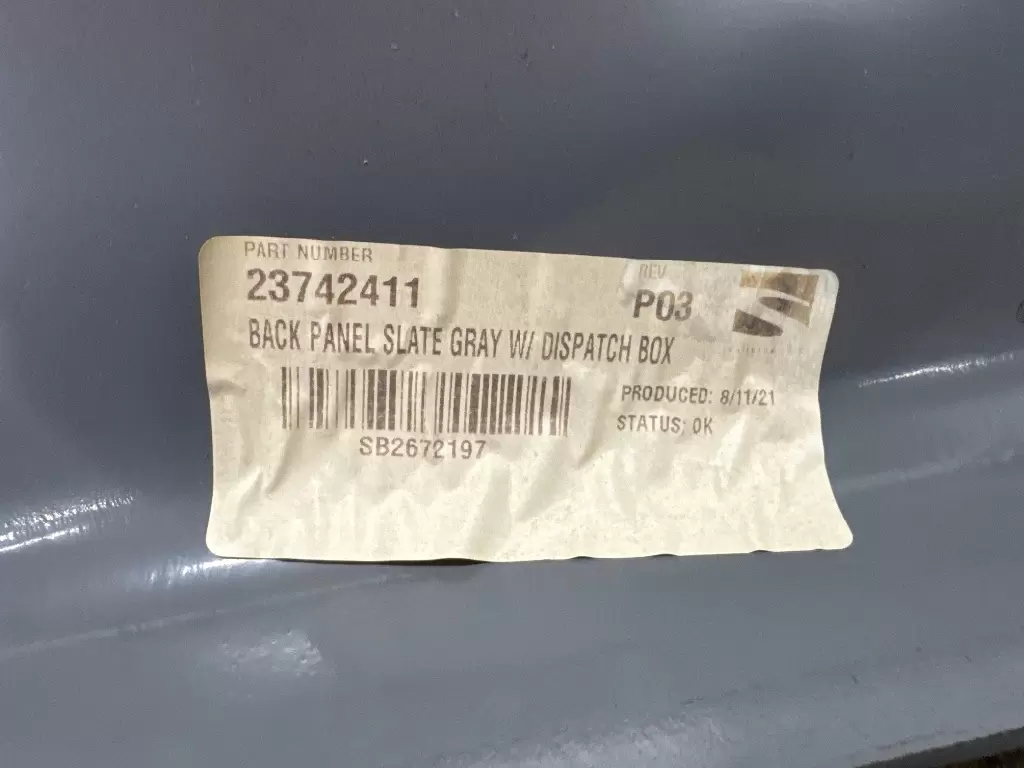 PART NUMBER
23742411
REV
P03
BACK PANEL SLATE GRAY W/ DISPATCH BOX
PRODUCED: 8/11/21
STATUS: OK
SB2672197